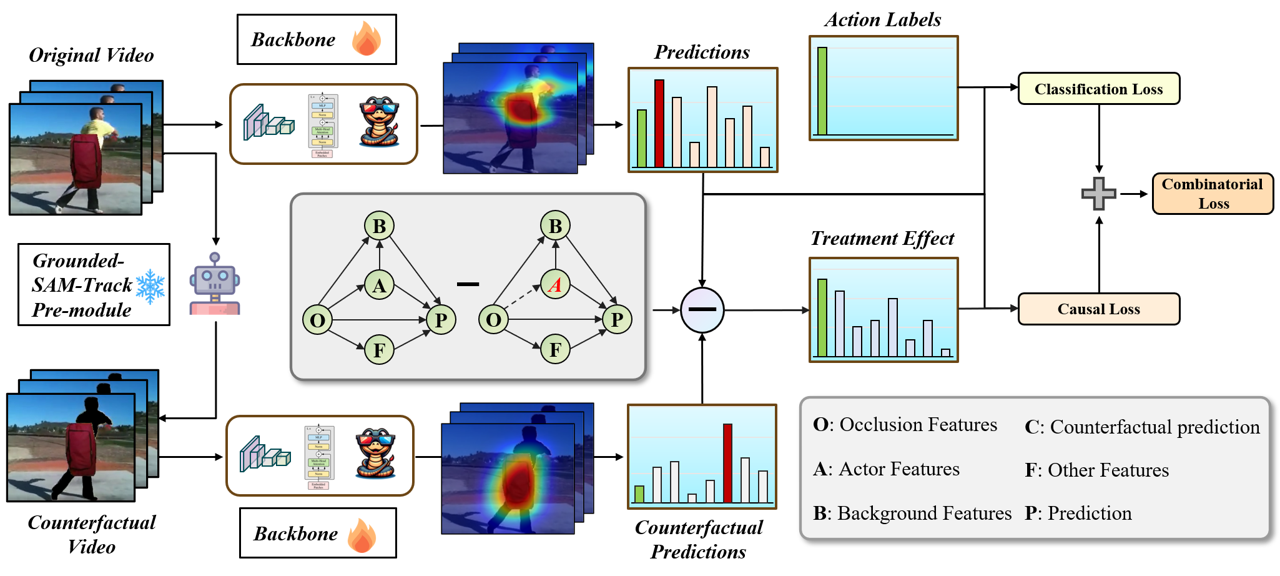 Original Video
Backbone
Predictions
Action Labels
Classification Loss
Combinatorial
Loss
Grounded-
SAM-Track
Pre-module
B
A
O
P
F
B
A
O
P
F
Treatment Effect
Causal Loss
Counterfactual
Video
Backbone
Counterfactual
Predictions
O: Occlusion Features
C: Counterfactual prediction
A: Actor Features
F: Other Features
B: Background Features
P: Prediction